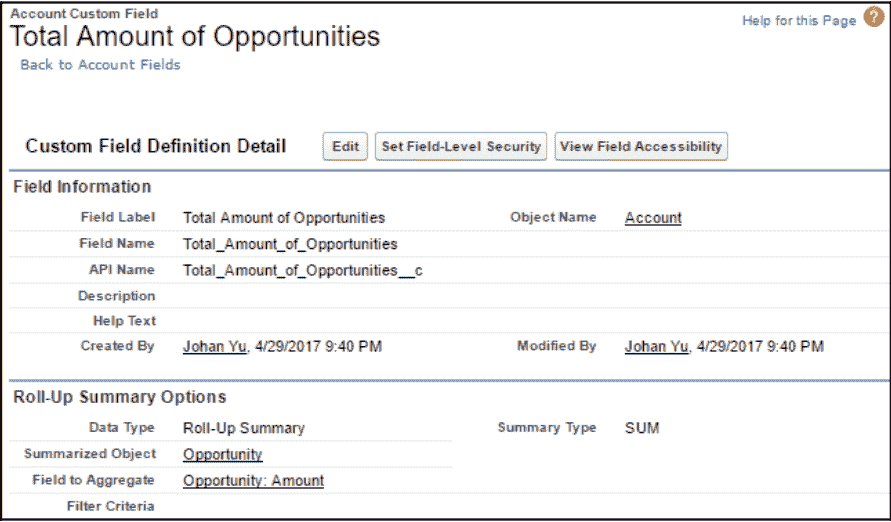 Account Custom Field
Help for this Page ?
Total Amount of Opportunities
Back to Account Fields
Custom Field Definition Detail Edit Set Field-Level Security View Field Accessibility
Field Information
Field Label Total Amount of Opportunities Object Name Account
Field Name Total_Amount_of_Opportunities
API Name Total_Amount_of_Opportunities__c
Description
Help Text
Created By Johan Yu, 4/29/2017 9:40 PM Modified By Johan Yu, 4/29/2017 9:40 PM
Roll-Up Summary Options
Data Type Roll-Up Summary Summary Type SUM
Summarized Object Opportunity
Field to Aggregate Opportunity: Amount
Filter Criteria